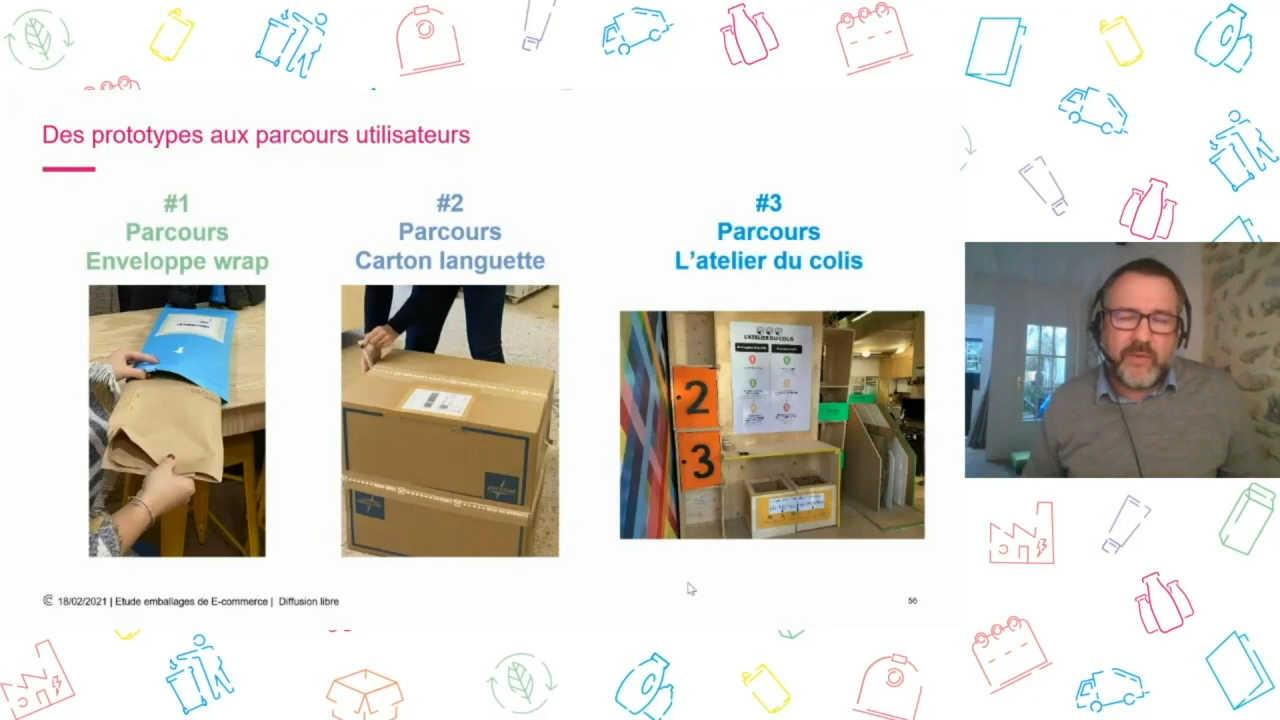 Des prototypes aux parcours utilisateurs
#1
Parcours
Enveloppe wrap
#2
Parcours
Carton languette
#3
Parcours
L'atelier du colis
L'ATELIER DU COLIS
2
3
18/02/2021 | Etude emballages de E-commerce | Diffusion libre
56